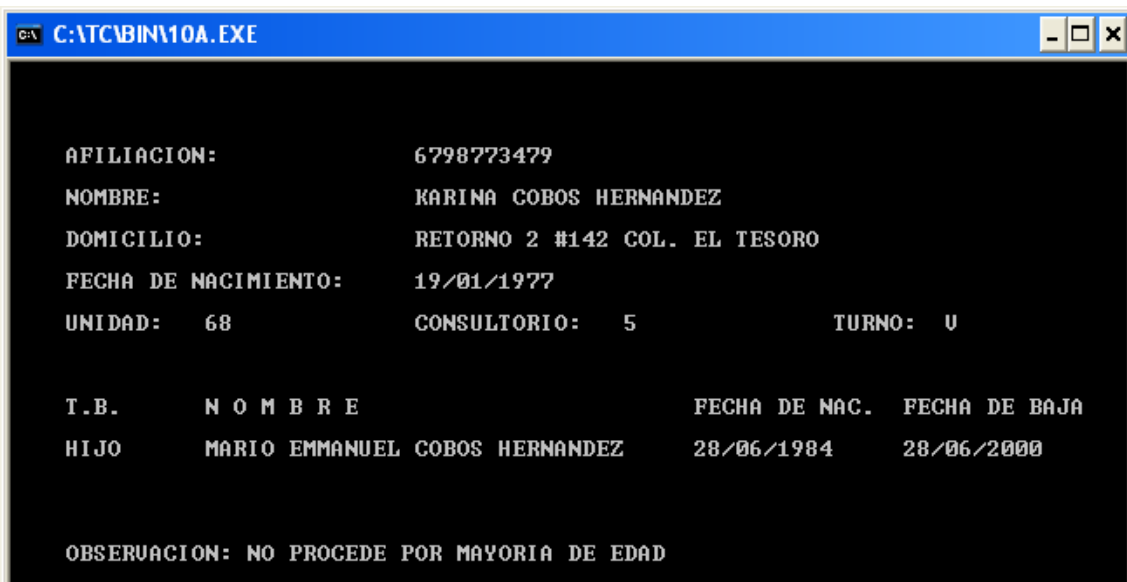 C:\TC\BIN\10A.EXE
AFILIACION: 6798773479
NOMBRE: KARINA COBOS HERNANDEZ
DOMICILIO: RETORNO 2 #142 COL. EL TESORO
FECHA DE NACIMIENTO: 19/01/1977
UNIDAD: 68 CONSULTORIO: 5 TURNO: V
T.B. N O M B R E FECHA DE NAC. FECHA DE BAJA
HIJO MARIO EMMANUEL COBOS HERNANDEZ 28/06/1984 28/06/2000
OBSERVACION: NO PROCEDE POR MAYORIA DE EDAD